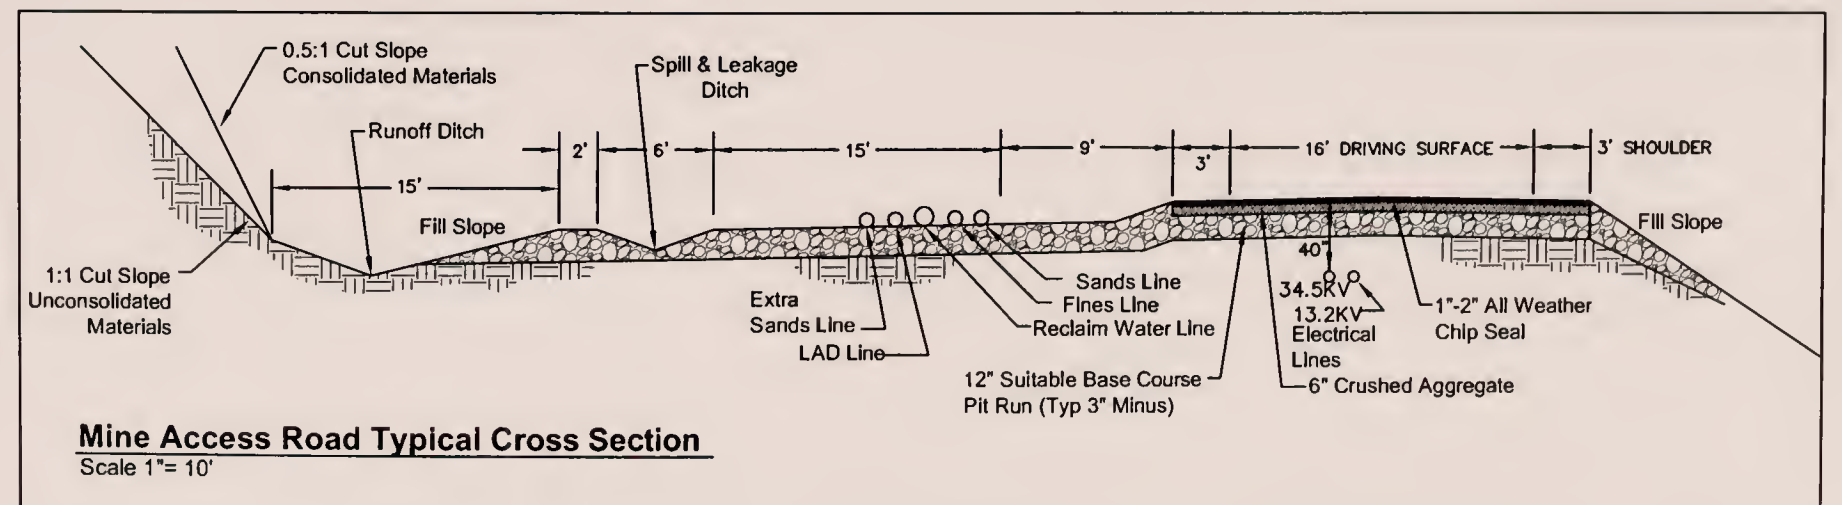 0.5:1 Cut Slope
Consolidated Materials
Spill & Leakage
Ditch
Runoff Ditch
2'
6'
15'
9'
3'
16' DRIVING SURFACE
3' SHOULDER
15'
Fill Slope
Fill Slope
1:1 Cut Slope
Unconsolidated
Materials
40"
34.5KV
13.2KV
Electrical
Lines
Sands Line
Fines Line
Reclaim Water Line
Extra
Sands Line
LAD Line
1"-2" All Weather
Chip Seal
12" Suitable Base Course
Pit Run (Typ 3" Minus)
6" Crushed Aggregate
Mine Access Road Typical Cross Section
Scale 1"= 10'